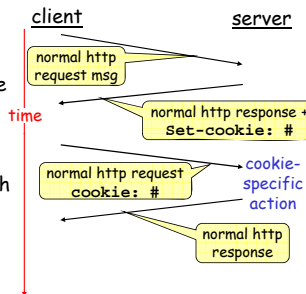 client
server
normal http
request msg
e
time
normal http response +
Set-cookie: #
normal http request
cookie: #
h
cookie-
specific
action
normal http
response